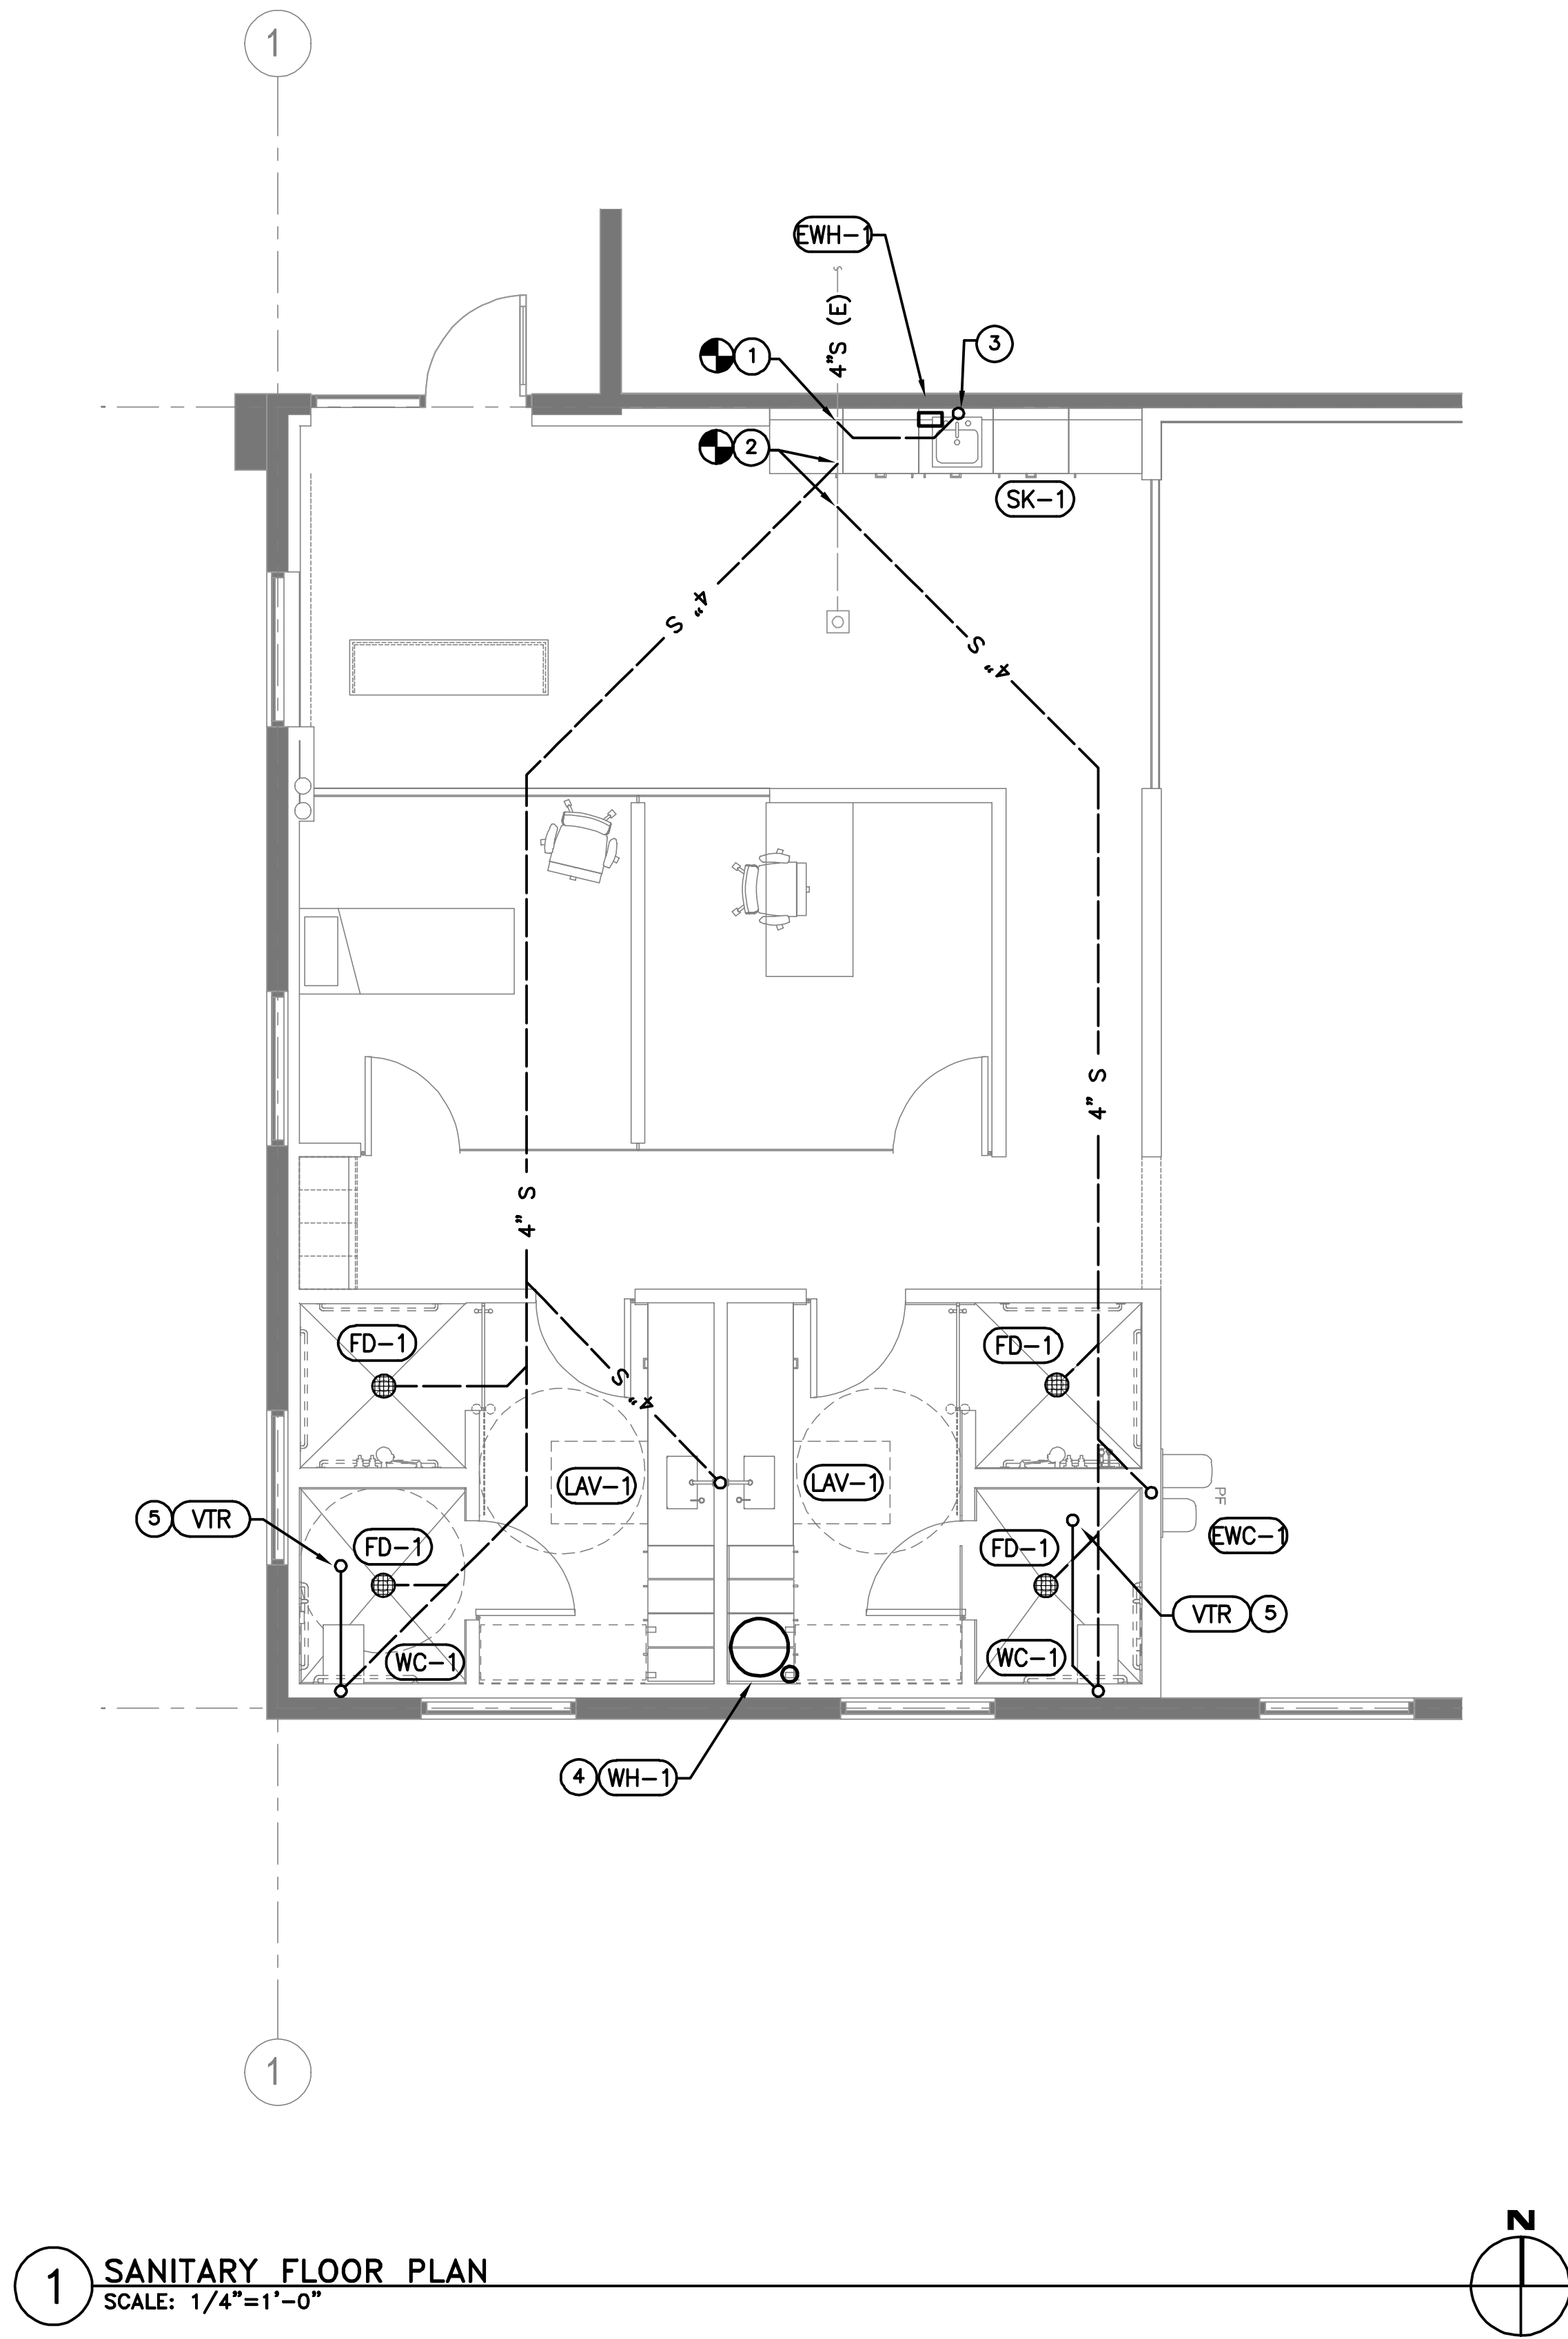 1
EWH-1
4"S (E)
S
1
3
2
SK-1
4" S
4" S
4" S
4" S
FD-1
FD-1
4" S
LAV-1
LAV-1
PF
5 VTR
FD-1
FD-1
EWC-1
VTR 5
WC-1
WC-1
4 WH-1
1
N
1 SANITARY FLOOR PLAN
SCALE: 1/4"=1'-0"